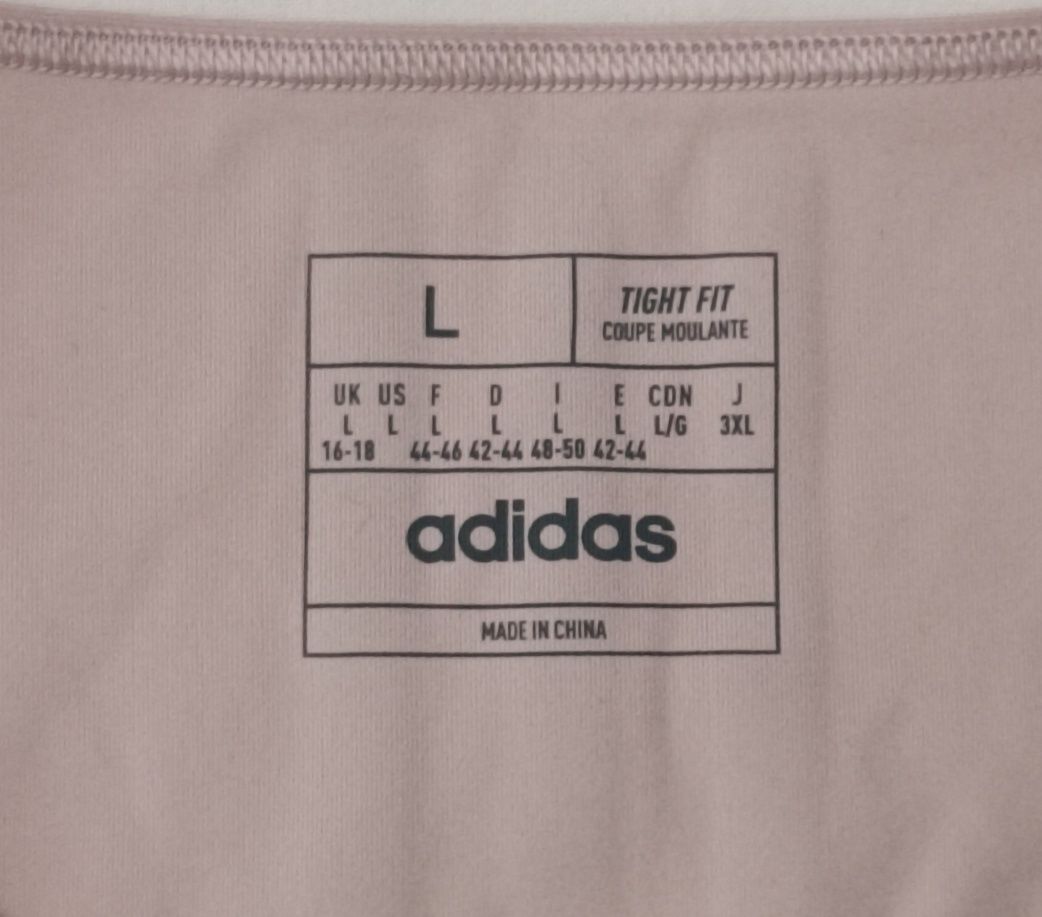 L
TIGHT FIT
COUPE MOULANTE
UK US F D I E CDN J
L L L L L L L/G 3XL
16-18 44-46 42-44 48-50 42-44
adidas
MADE IN CHINA